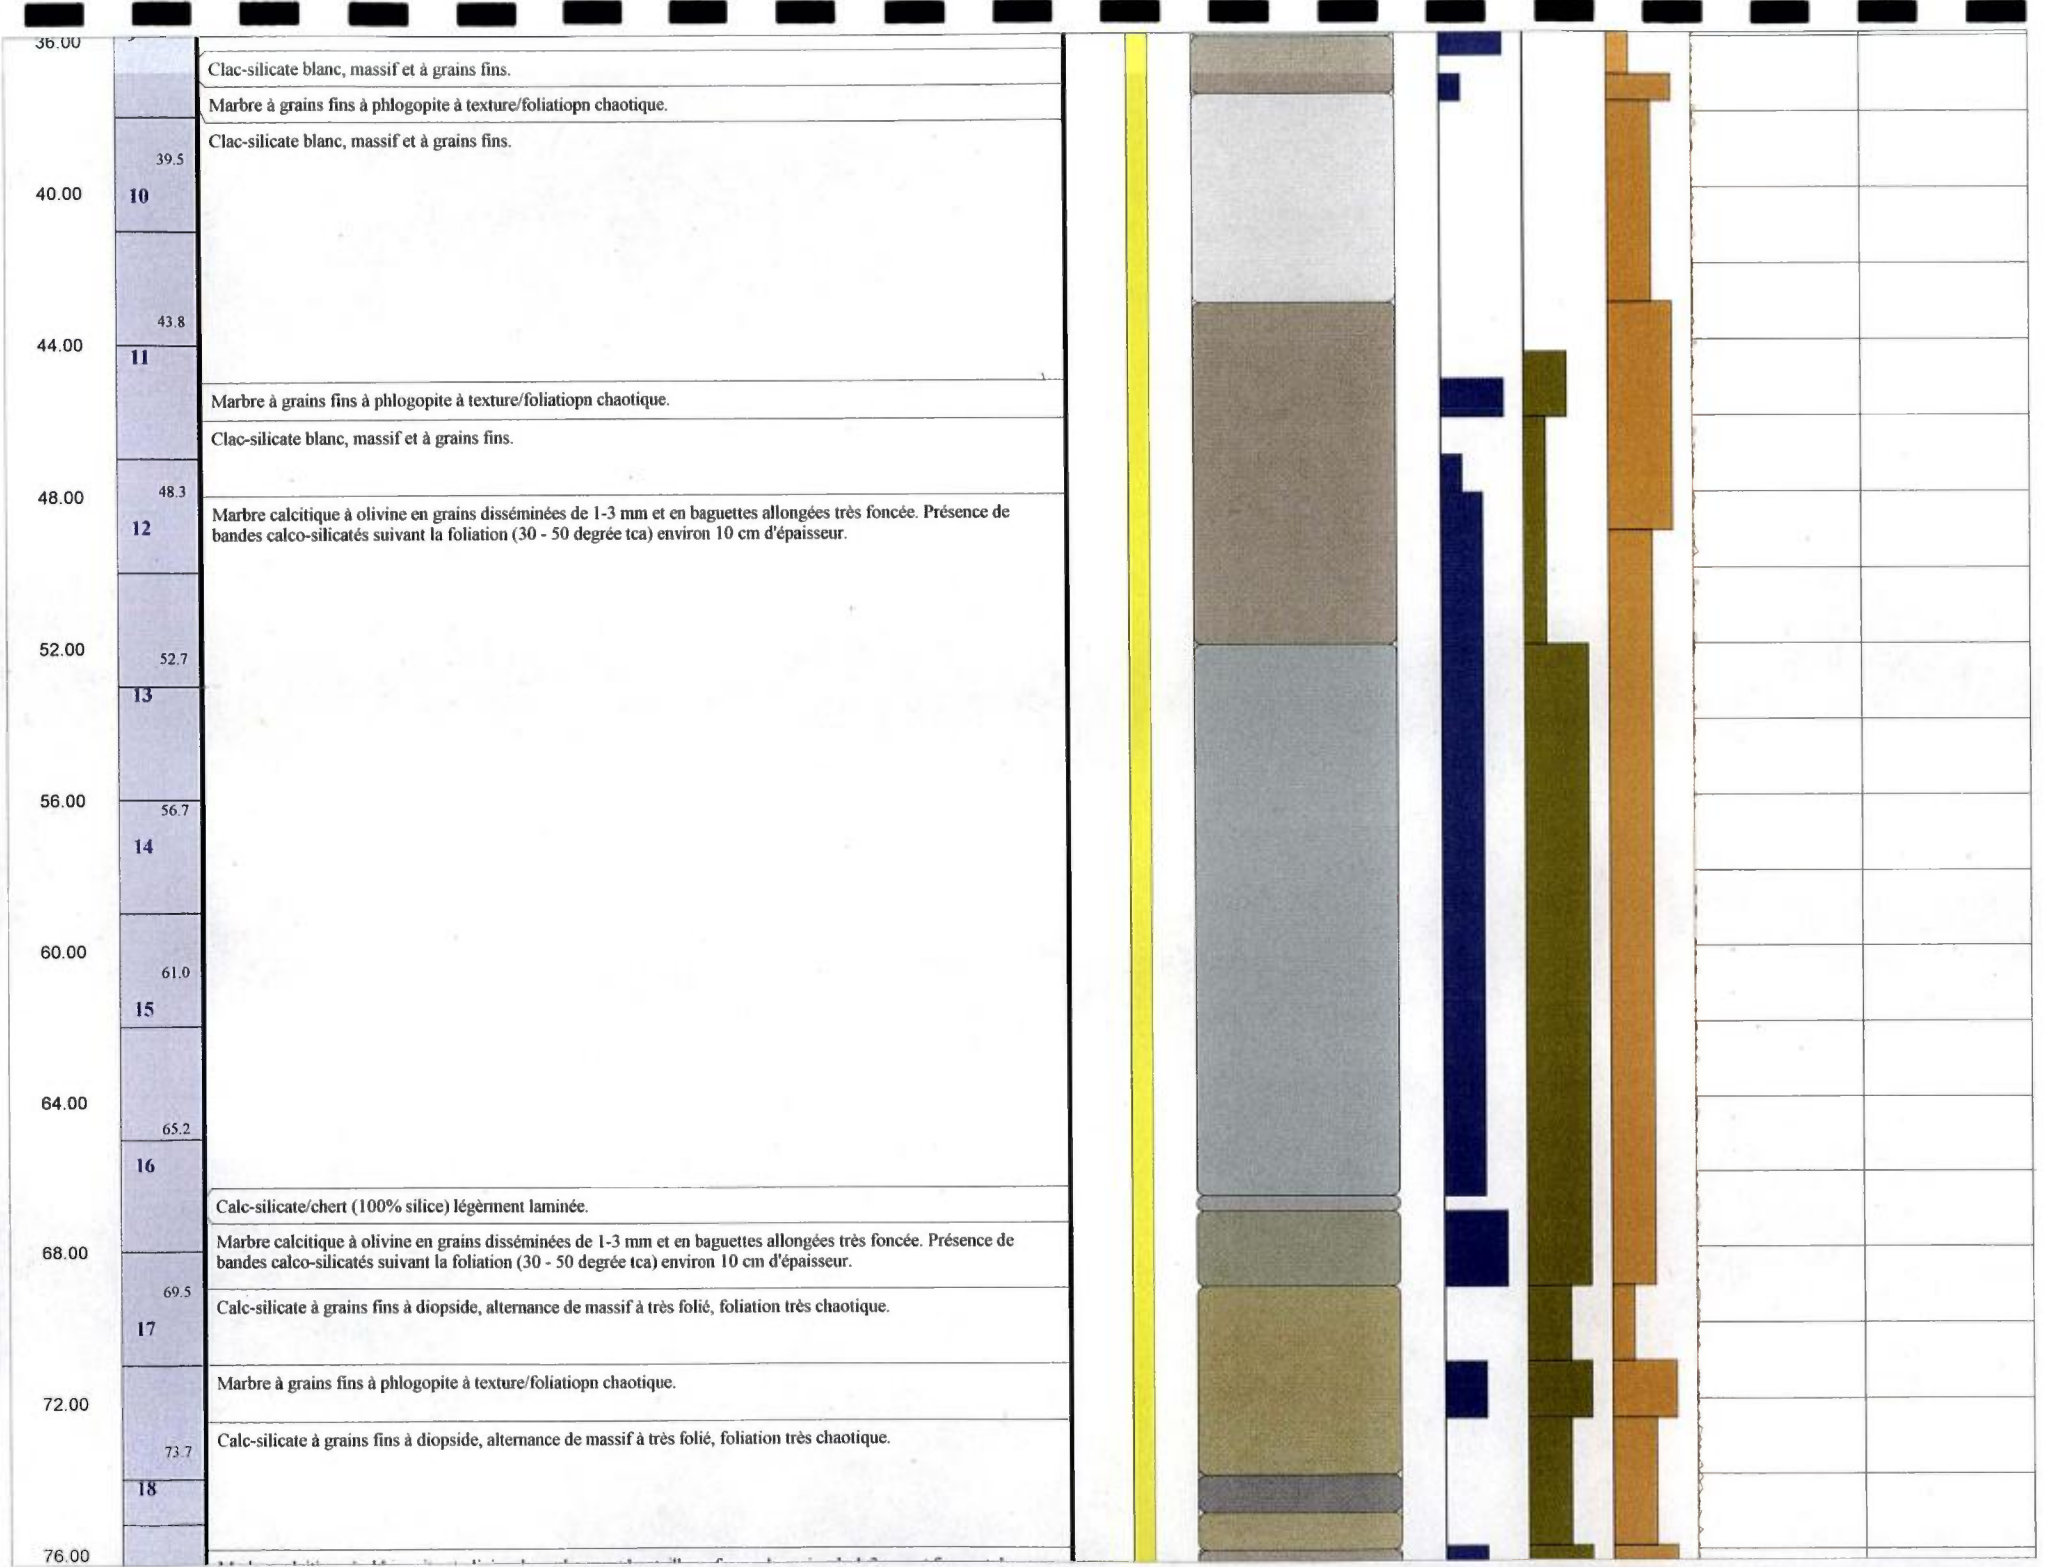 36.00
Clac-silicate blanc, massif et à grains fins.
Marbre à grains fins à phlogopite à texture/foliatiopn chaotique.
Clac-silicate blanc, massif et à grains fins.
39.5
40.00
10
43.8
44.00
11
Marbre à grains fins à phlogopite à texture/foliatiopn chaotique.
Clac-silicate blanc, massif et à grains fins.
48.3
48.00
12
Marbre calcitique à olivine en grains disséminées de 1-3 mm et en baguettes allongées très foncée. Présence de
bandes calco-silicatés suivant la foliation (30 - 50 degrée tca) environ 10 cm d'épaisseur.
52.00
52.7
13
56.00
56.7
14
60.00
61.0
15
64.00
65.2
16
Calc-silicate/chert (100% silice) légèrment laminée.
Marbre calcitique à olivine en grains disséminées de 1-3 mm et en baguettes allongées très foncée. Présence de
bandes calco-silicatés suivant la foliation (30 - 50 degrée tca) environ 10 cm d'épaisseur.
68.00
69.5
Calc-silicate à grains fins à diopside, alternance de massif à très folié, foliation très chaotique.
17
Marbre à grains fins à phlogopite à texture/foliatiopn chaotique.
72.00
Calc-silicate à grains fins à diopside, alternance de massif à très folié, foliation très chaotique.
73.7
18
76.00